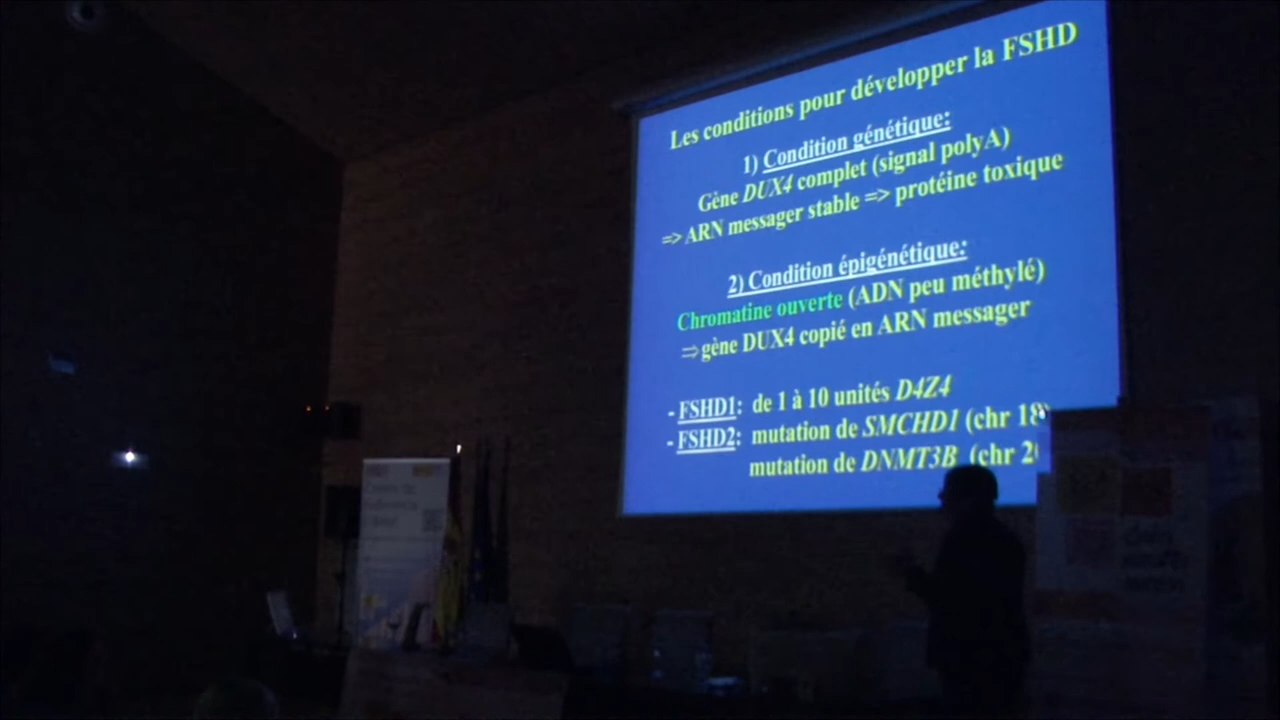 Les conditions pour développer la FSHD
1) Condition génétique:
Gène DUX4 complet (signal polyA)
=> ARN messager stable => protéine toxique
2) Condition épigénétique:
Chromatine ouverte (ADN peu méthylé)
⇒ gène DUX4 copié en ARN messager
- FSHD1: de 1 à 10 unités D4Z4
- FSHD2: mutation de SMCHD1 (chr 18)
mutation de DNMT3B (chr 2